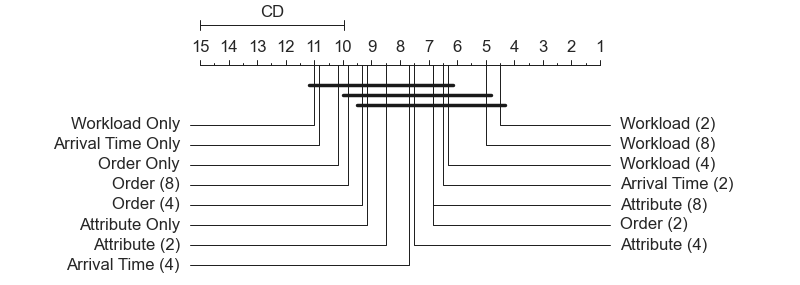 CD
15 14 13 12 11 10 9 8 7 6 5 4 3 2 1
Workload Only Workload (2)
Arrival Time Only Workload (8)
Order Only Workload (4)
Order (8) Arrival Time (2)
Order (4) Attribute (8)
Attribute Only Order (2)
Attribute (2) Attribute (4)
Arrival Time (4)